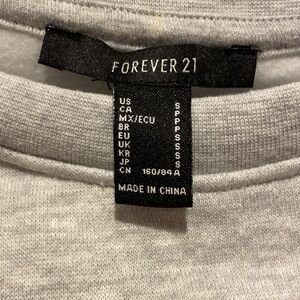 FOREVER 21
US S
CA P
MX/ECU P
BR P
EU S
UK S
KR S
JP S
CN 160/84A
MADE IN CHINA